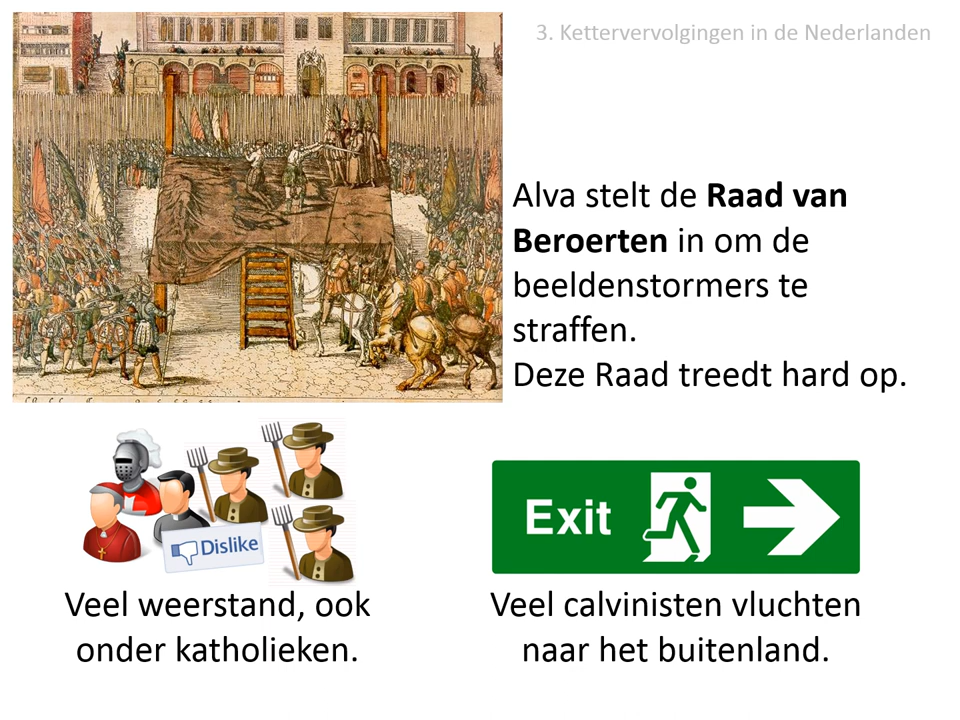 3. Kettervervolgingen in de Nederlanden
Alva stelt de Raad van
Beroerten in om de
beeldenstormers te
straffen.
Deze Raad treedt hard op.
Dislike
Exit
Veel weerstand, ook
onder katholieken.
Veel calvinisten vluchten
naar het buitenland.